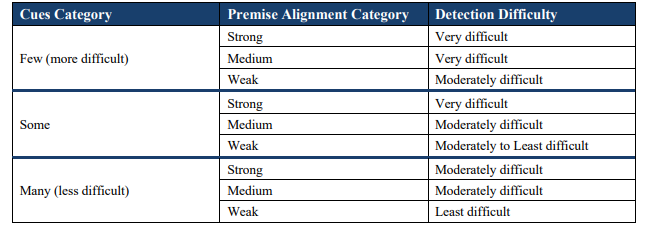 Cues Category Premise Alignment Category Detection Difficulty
Few (more difficult) Strong Very difficult
Medium Very difficult
Weak Moderately difficult
Some Strong Very difficult
Medium Moderately difficult
Weak Moderately to Least difficult
Many (less difficult) Strong Moderately difficult
Medium Moderately difficult
Weak Least difficult